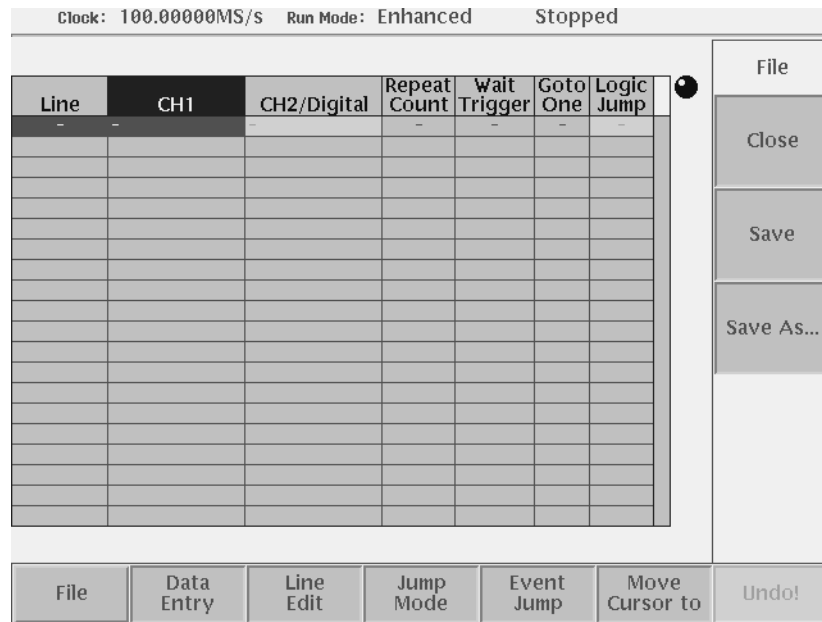 Clock: 100.00000MS/s Run Mode: Enhanced Stopped
Line CH1 CH2/Digital Repeat Count Wait Trigger Goto One Logic Jump
- - - - - - -
File
Close
Save
Save As...
File Data Entry Line Edit Jump Mode Event Jump Move Cursor to Undo!